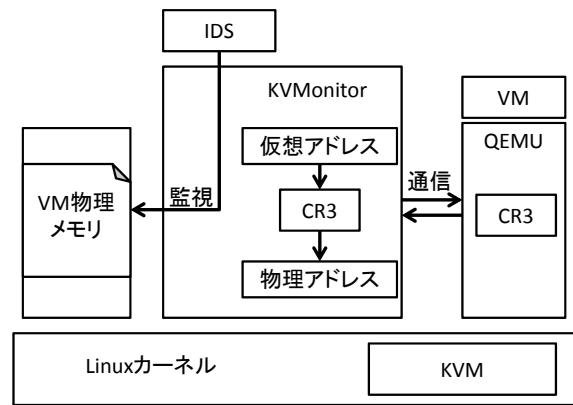 IDS
KVMonitor
VM
QEMU
仮想アドレス
通信
VM物理
メモリ
監視
CR3
CR3
物理アドレス
Linuxカーネル
KVM